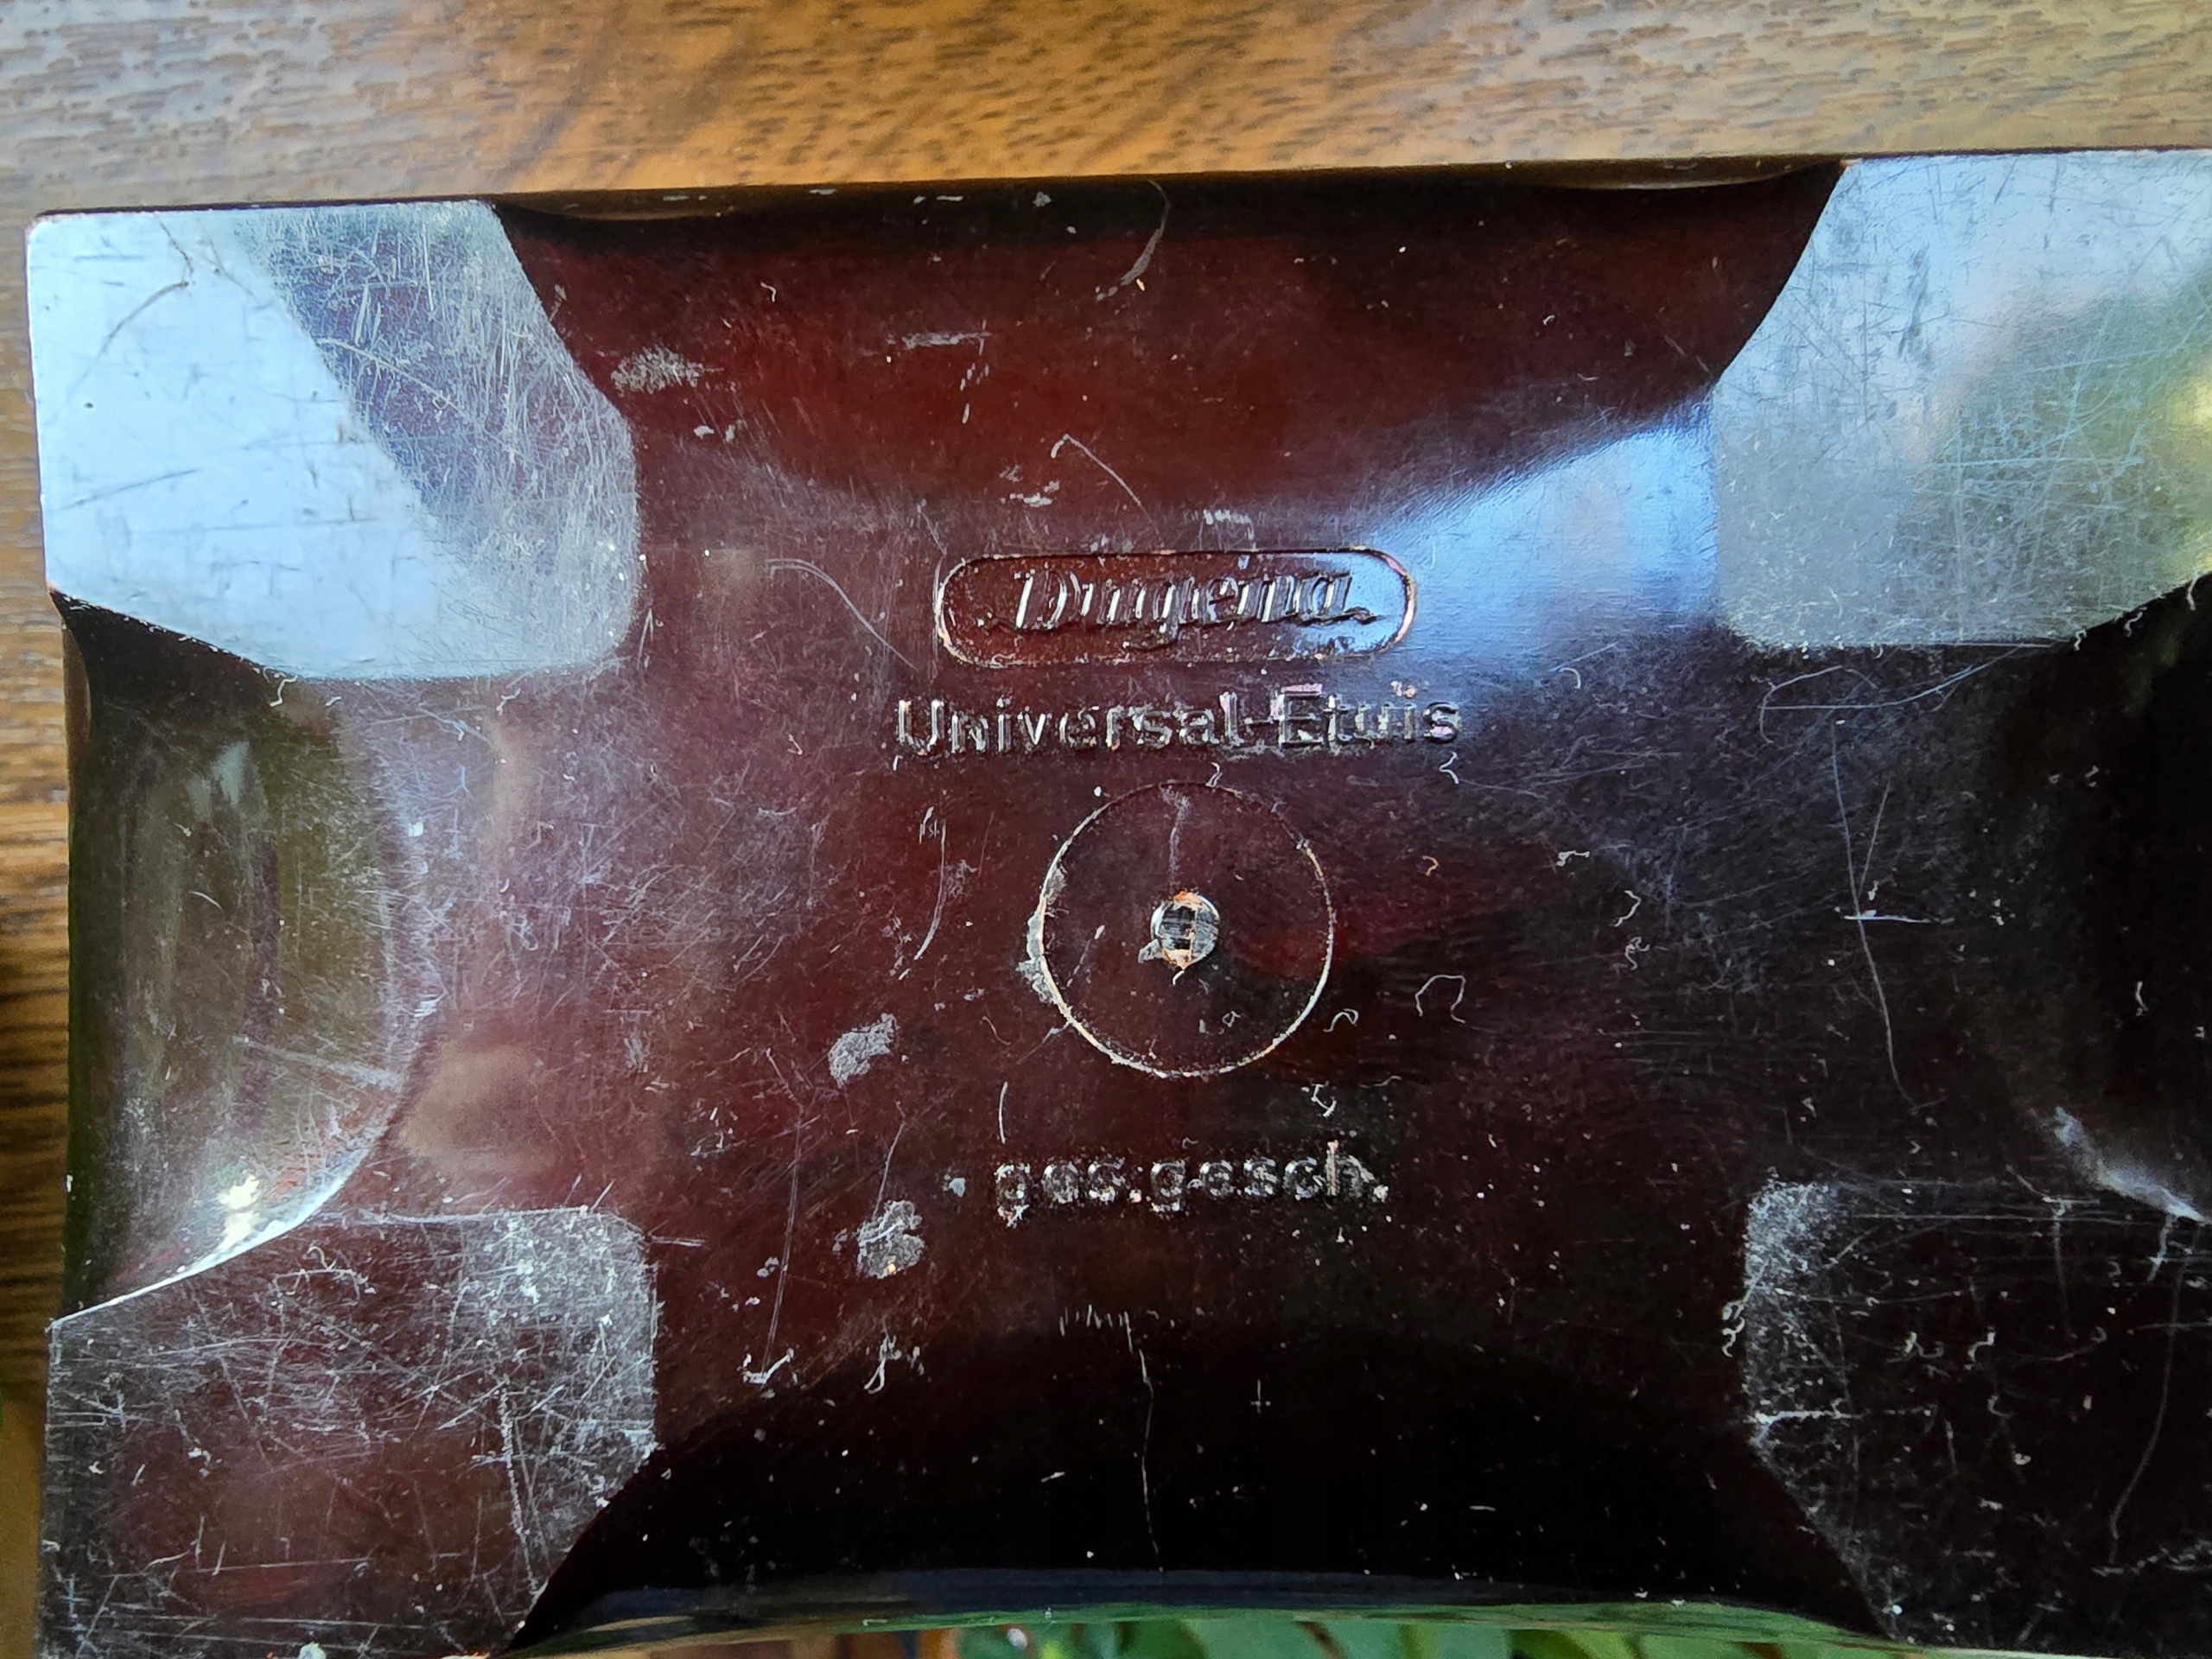 Dugena
Universal-Etuis
ges. gesch.